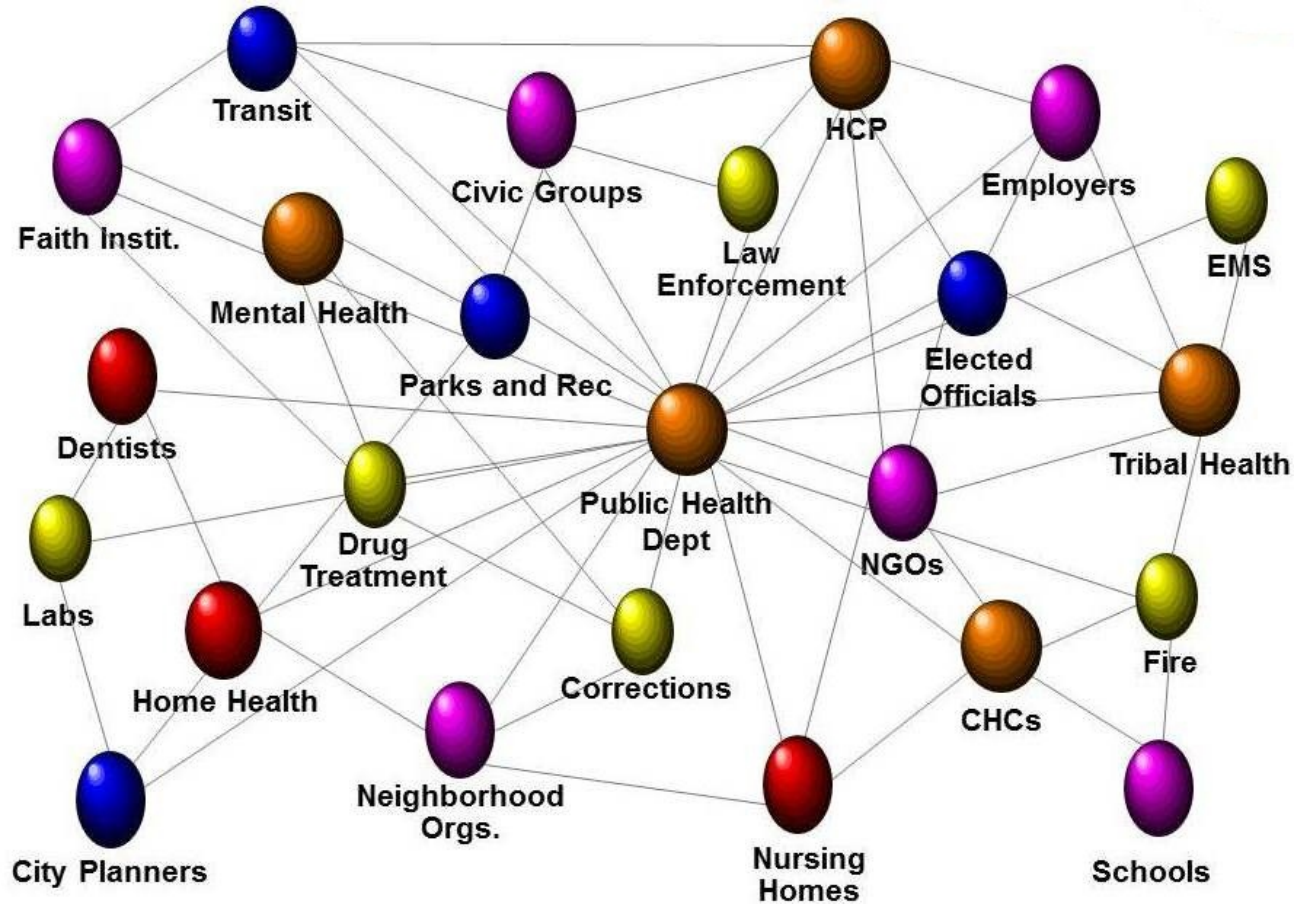 Transit
HCP
Civic Groups
Employers
Faith Instit.
Law
Enforcement
EMS
Mental Health
Parks and Rec
Elected
Officials
Dentists
Tribal Health
Public Health
Dept
Drug
Treatment
NGOs
Labs
Home Health
Corrections
Fire
CHCs
Neighborhood
Orgs.
City Planners
Nursing
Homes
Schools